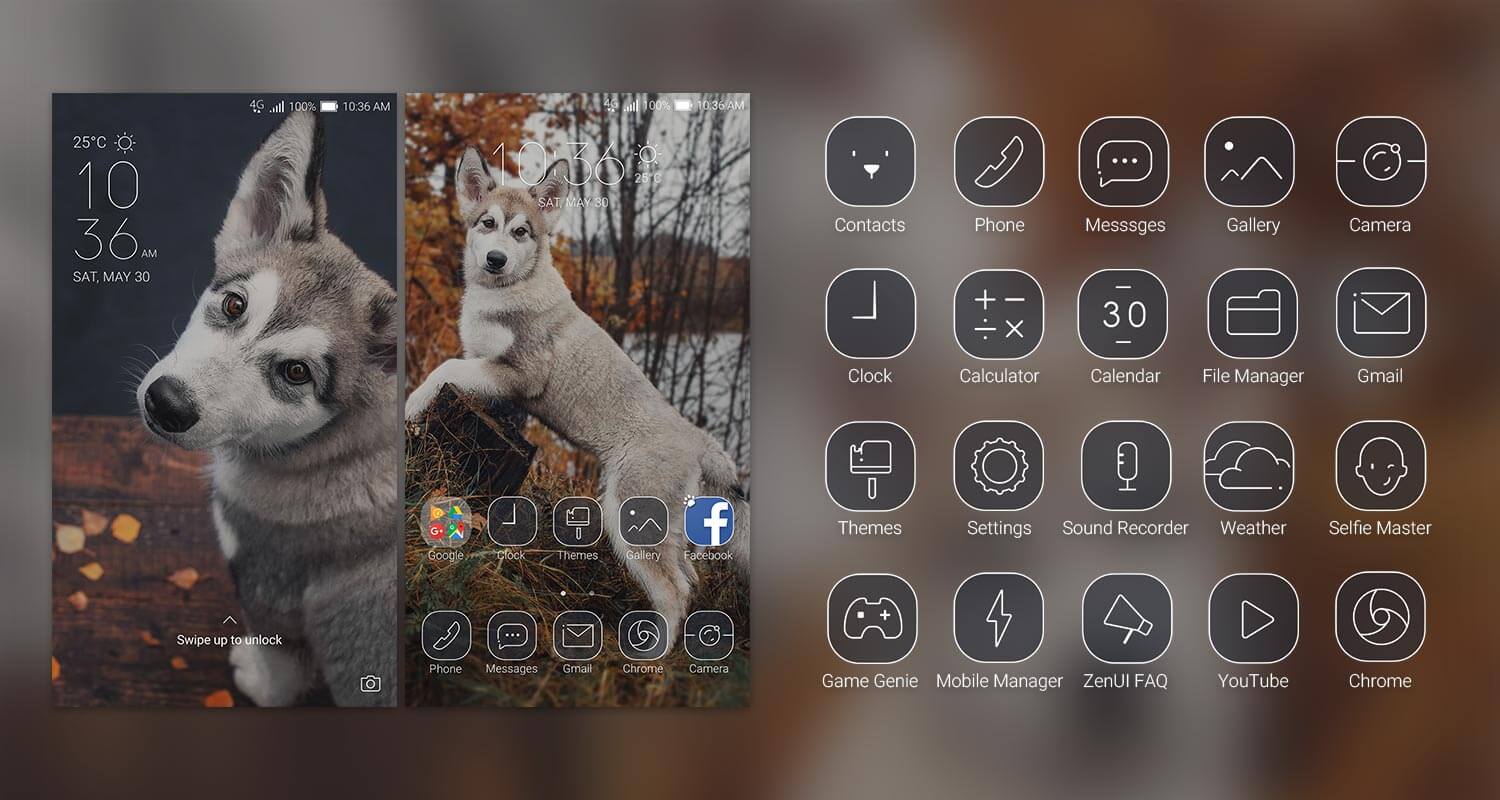 4G 100% 10:36 AM
25°C
10
36 AM
SAT, MAY 30
Swipe up to unlock
4G 100% 10:36 AM
10:36
25°C
SAT, MAY 30
Google Clock Themes Gallery Facebook
Phone Messages Gmail Chrome Camera
Contacts Phone Messsges Gallery Camera
30
Clock Calculator Calendar File Manager Gmail
Themes Settings Sound Recorder Weather Selfie Master
Game Genie Mobile Manager ZenUI FAQ YouTube Chrome